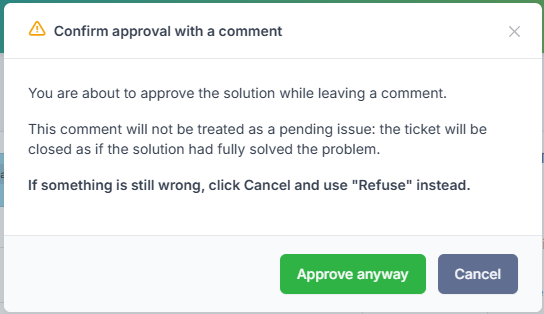 Confirm approval with a comment
You are about to approve the solution while leaving a comment.
This comment will not be treated as a pending issue: the ticket will be
closed as if the solution had fully solved the problem.
If something is still wrong, click Cancel and use "Refuse" instead.
Approve anyway
Cancel